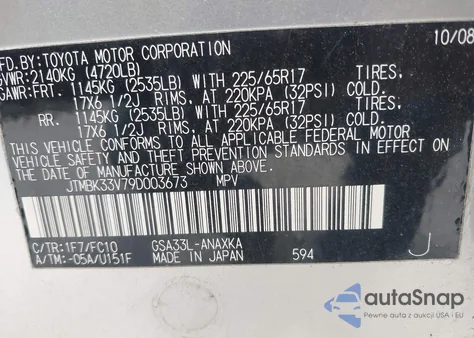 MFD. BY: TOYOTA MOTOR CORPORATION 10/08
GVWR: 2140KG (4720LB)
GAWR: FRT. 1145KG (2535LB) WITH 225/65R17 TIRES,
17X6 1/2J RIMS, AT 220KPA (32PSI) COLD.
RR. 1145KG (2535LB) WITH 225/65R17 TIRES,
17X6 1/2J RIMS, AT 220KPA (32PSI) COLD.
THIS VEHICLE CONFORMS TO ALL APPLICABLE FEDERAL MOTOR
VEHICLE SAFETY AND THEFT PREVENTION STANDARDS IN EFFECT ON
THE DATE OF MANUFACTURE SHOWN ABOVE.
JTMBK33V79D003673 MPV
C/TR: 1F7/FC10 GSA33L-ANAXKA
A/TM: -05A/U151F MADE IN JAPAN 594 J
autaSnap
Pewne auta z aukcji USA i EU